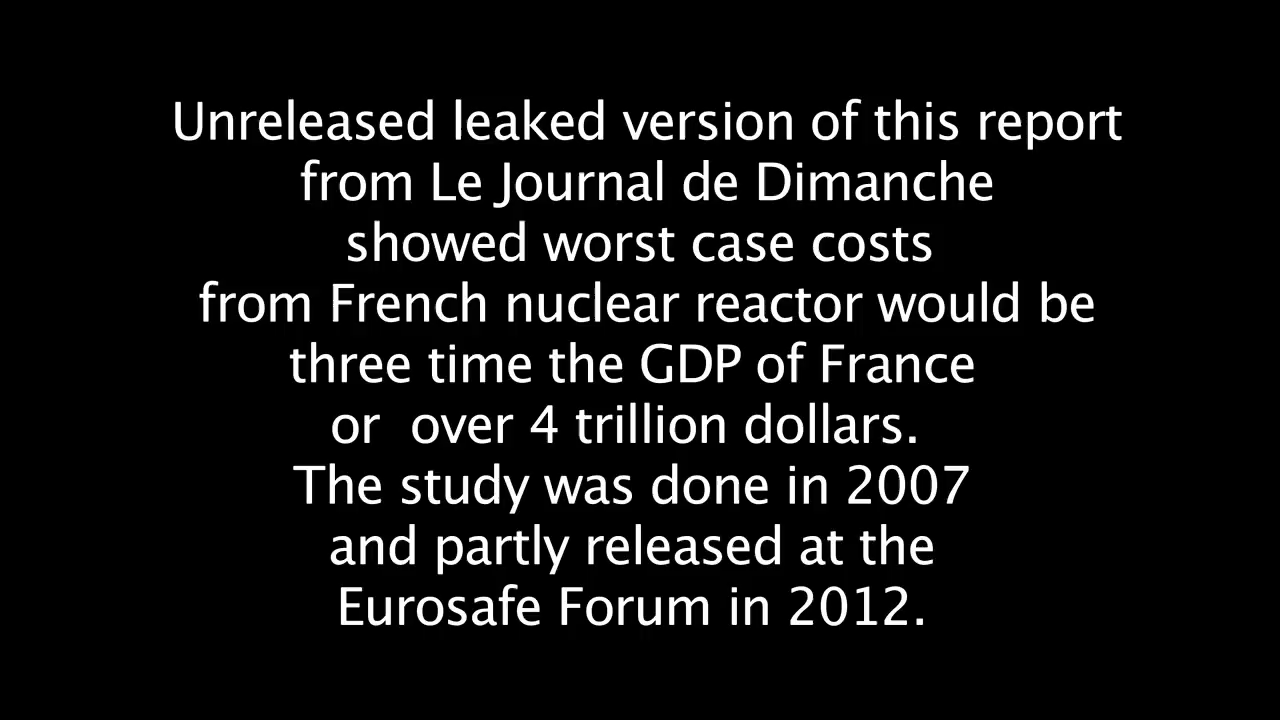 Unreleased leaked version of this report
from Le Journal de Dimanche
showed worst case costs
from French nuclear reactor would be
three time the GDP of France
or over 4 trillion dollars.
The study was done in 2007
and partly released at the
Eurosafe Forum in 2012.